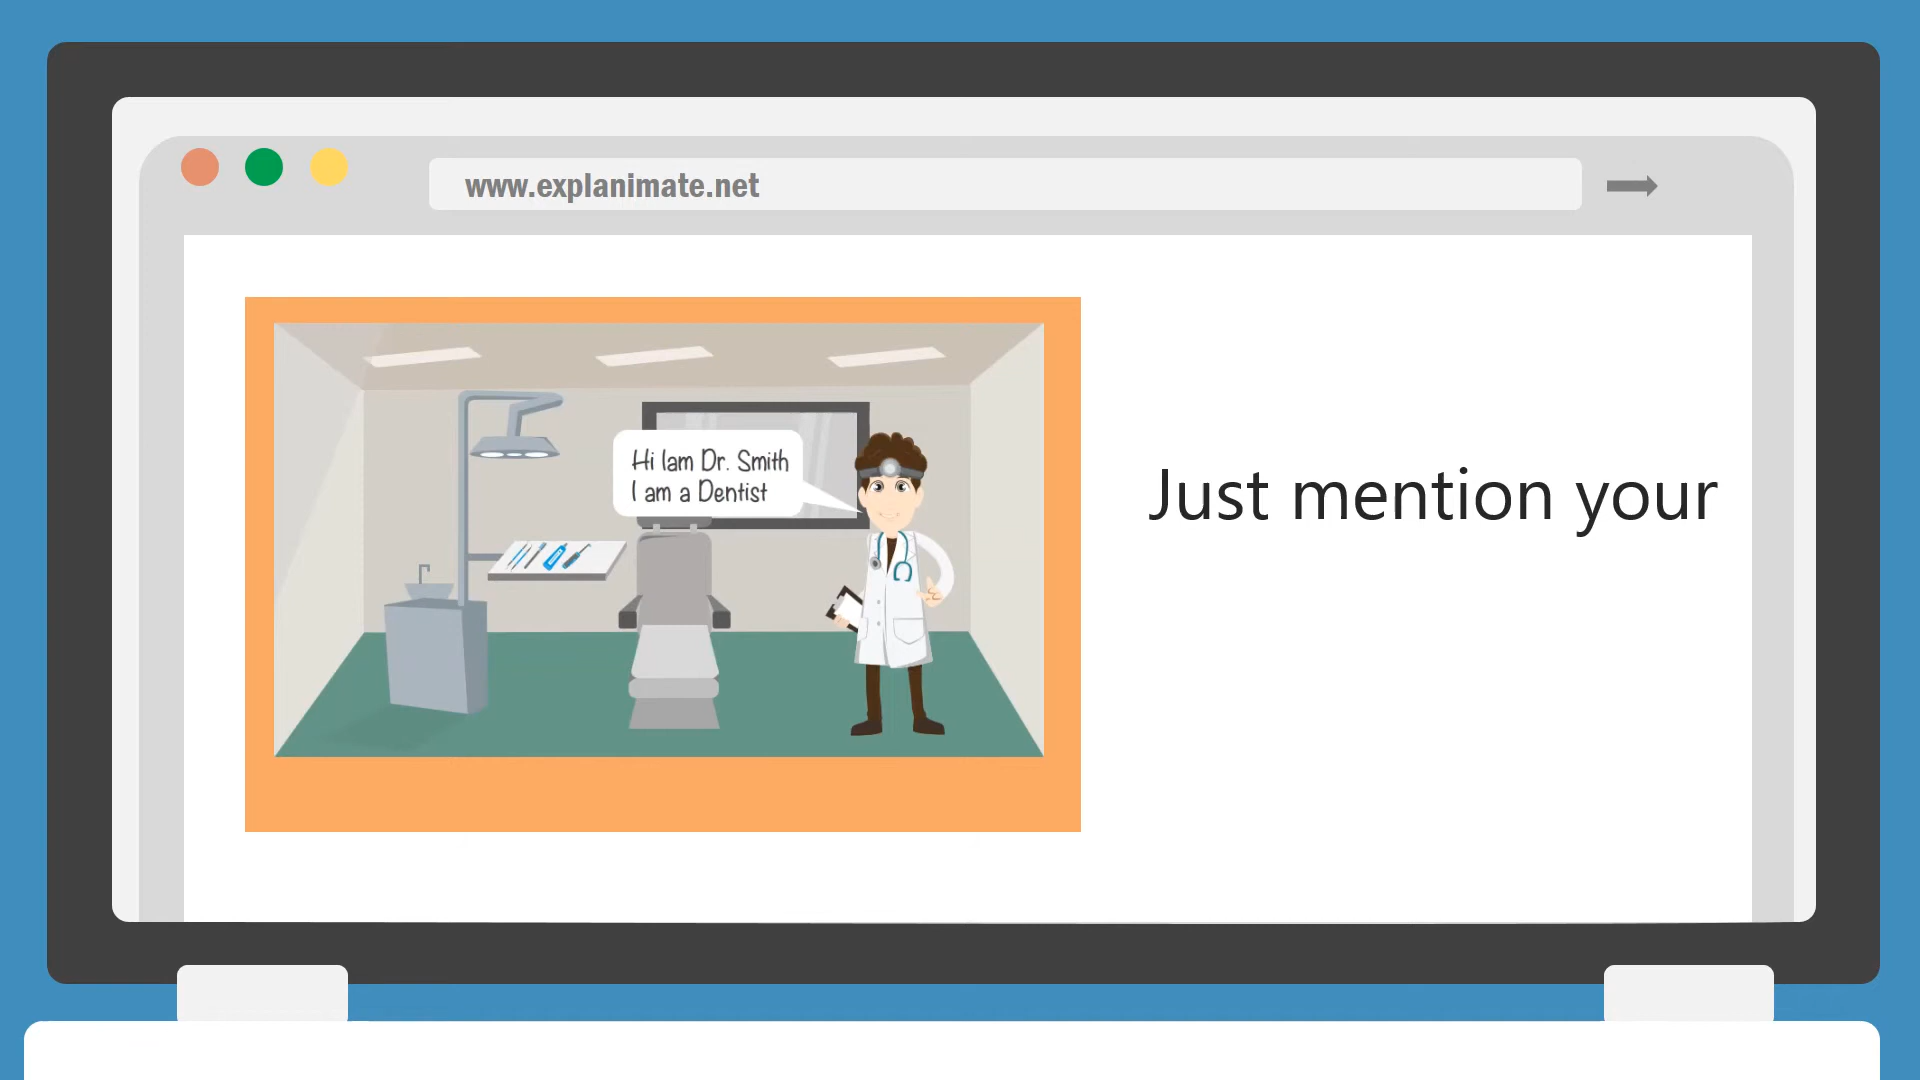 www.explanimate.net
Hi Iam Dr. Smith
I am a Dentist
Just mention your